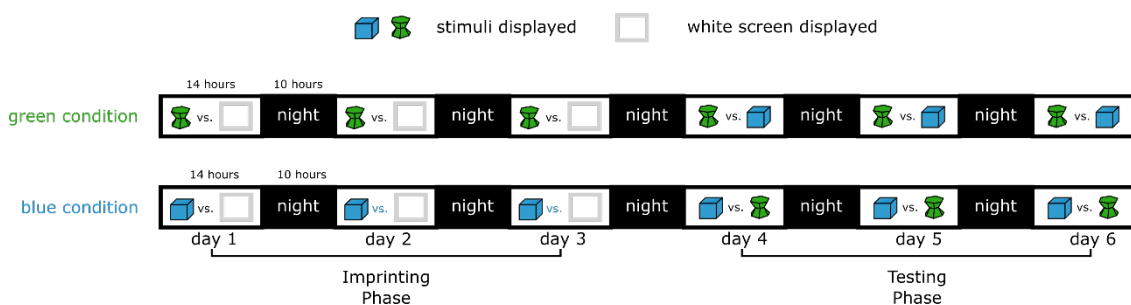 stimuli displayed white screen displayed
14 hours 10 hours
green condition vs. night vs. night vs. night vs. night vs. night vs.
14 hours 10 hours
blue condition vs. night vs. night vs. night vs. night vs. night vs.
day 1 day 2 day 3 day 4 day 5 day 6
Imprinting Testing
Phase Phase